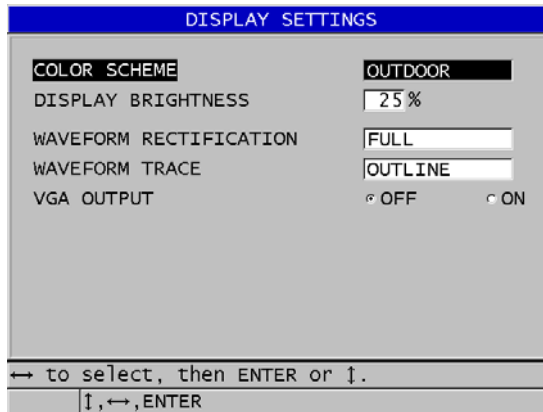 DISPLAY SETTINGS
COLOR SCHEME OUTDOOR
DISPLAY BRIGHTNESS 25 %
WAVEFORM RECTIFICATION FULL
WAVEFORM TRACE OUTLINE
VGA OUTPUT OFF ON
↔ to select, then ENTER or ↕.
↕,↔,ENTER